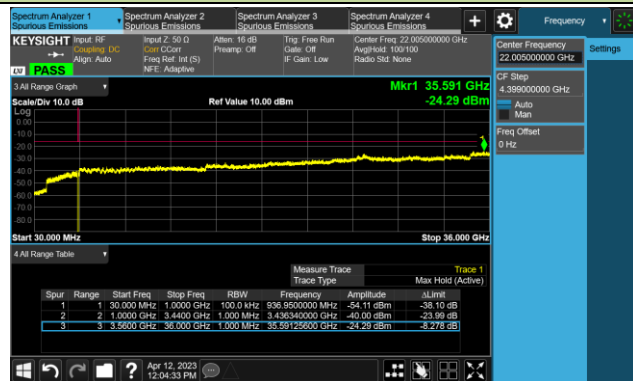 Spectrum Analyzer 1
Spurious Emissions
Spectrum Analyzer 2
Spurious Emissions
Spectrum Analyzer 3
Spurious Emissions
Spectrum Analyzer 4
Spurious Emissions
+
Frequency
KEYSIGHT
Input: RF
Coupling: DC
Align: Auto
Input Z: 50 Ω
Corr CCorr
Freq Ref: Int (S)
NFE: Adaptive
Atten: 16 dB
Preamp: Off
Trig: Free Run
Gate: Off
IF Gain: Low
Center Freq: 22.005000000 GHz
Avg|Hold: 100/100
Radio Std: None
LXI
PASS
Center Frequency
22.005000000 GHz
Settings
CF Step
4.399000000 GHz
Auto
Man
Freq Offset
0 Hz
3 All Range Graph
Mkr1 35.591 GHz
Scale/Div 10.0 dB
Ref Value 10.00 dBm
-24.29 dBm
Log
0.00
-10.0
-20.0
-30.0
-40.0
-50.0
-60.0
-70.0
-80.0
1
Start 30.000 MHz
Stop 36.000 GHz
4 All Range Table
Measure Trace Trace 1
Trace Type Max Hold (Active)
Spur Range Start Freq Stop Freq RBW Frequency Amplitude ΔLimit
1 1 30.000 MHz 1.0000 GHz 100.0 kHz 936.9500000 MHz -54.11 dBm -38.10 dB
2 2 1.0000 GHz 3.4400 GHz 1.000 MHz 3.436340000 GHz -40.00 dBm -23.99 dB
3 3 3.5600 GHz 36.000 GHz 1.000 MHz 35.59125600 GHz -24.29 dBm -8.278 dB
?
Apr 12, 2023
12:04:33 PM